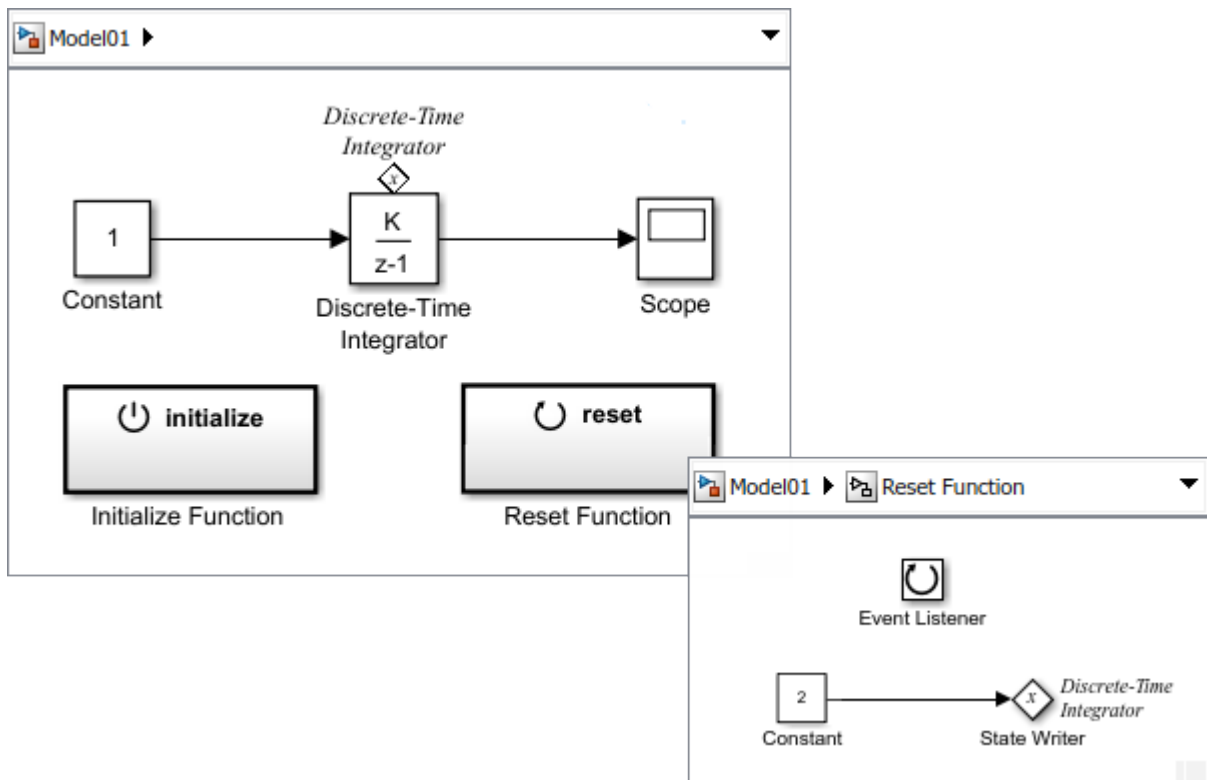 Model01
Discrete-Time
Integrator
x
1
K
z-1
Constant
Discrete-Time
Integrator
Scope
initialize
reset
Initialize Function
Reset Function
Model01
Reset Function
Event Listener
2
x
Discrete-Time
Integrator
Constant
State Writer